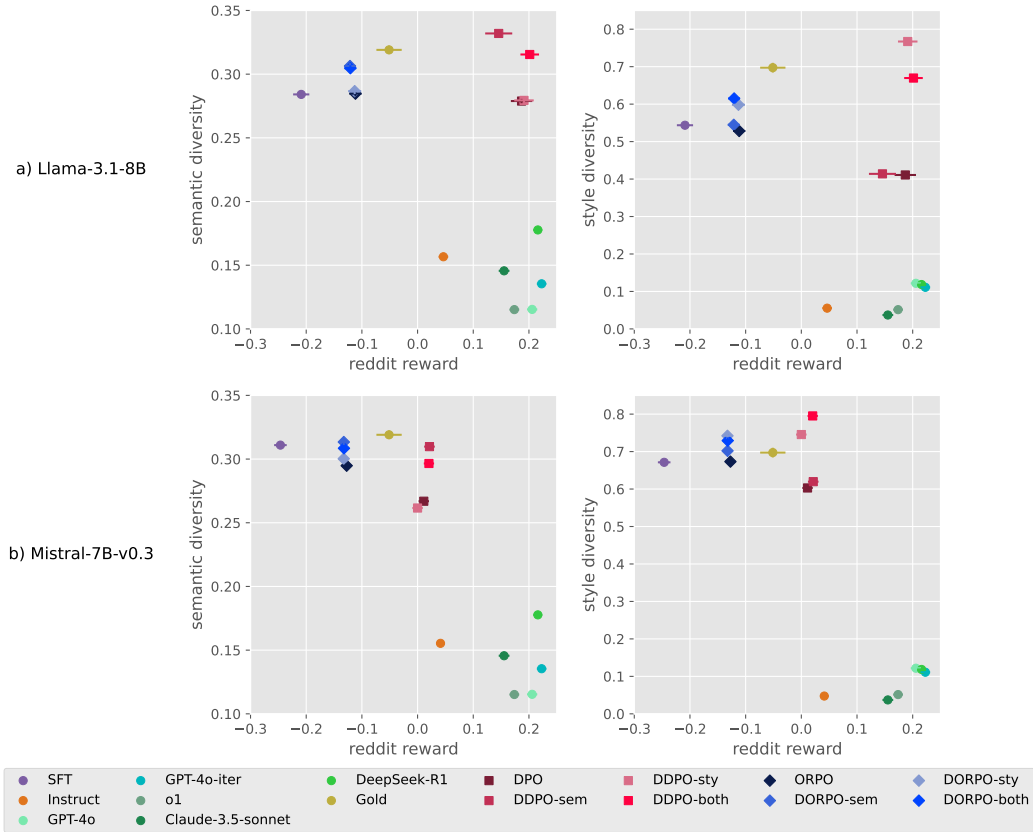 a) Llama-3.1-8B
semantic diversity
0.35
0.30
0.25
0.20
0.15
0.10
−0.3 −0.2 −0.1 0.0 0.1 0.2
reddit reward
style diversity
0.8
0.7
0.6
0.5
0.4
0.3
0.2
0.1
0.0
−0.3 −0.2 −0.1 0.0 0.1 0.2
reddit reward
b) Mistral-7B-v0.3
semantic diversity
0.35
0.30
0.25
0.20
0.15
0.10
−0.3 −0.2 −0.1 0.0 0.1 0.2
reddit reward
style diversity
0.8
0.7
0.6
0.5
0.4
0.3
0.2
0.1
0.0
−0.3 −0.2 −0.1 0.0 0.1 0.2
reddit reward
SFT GPT-4o-iter DeepSeek-R1 DPO DDPO-sty ORPO DORPO-sty
Instruct o1 Gold DDPO-sem DDPO-both DORPO-sem DORPO-both
GPT-4o Claude-3.5-sonnet